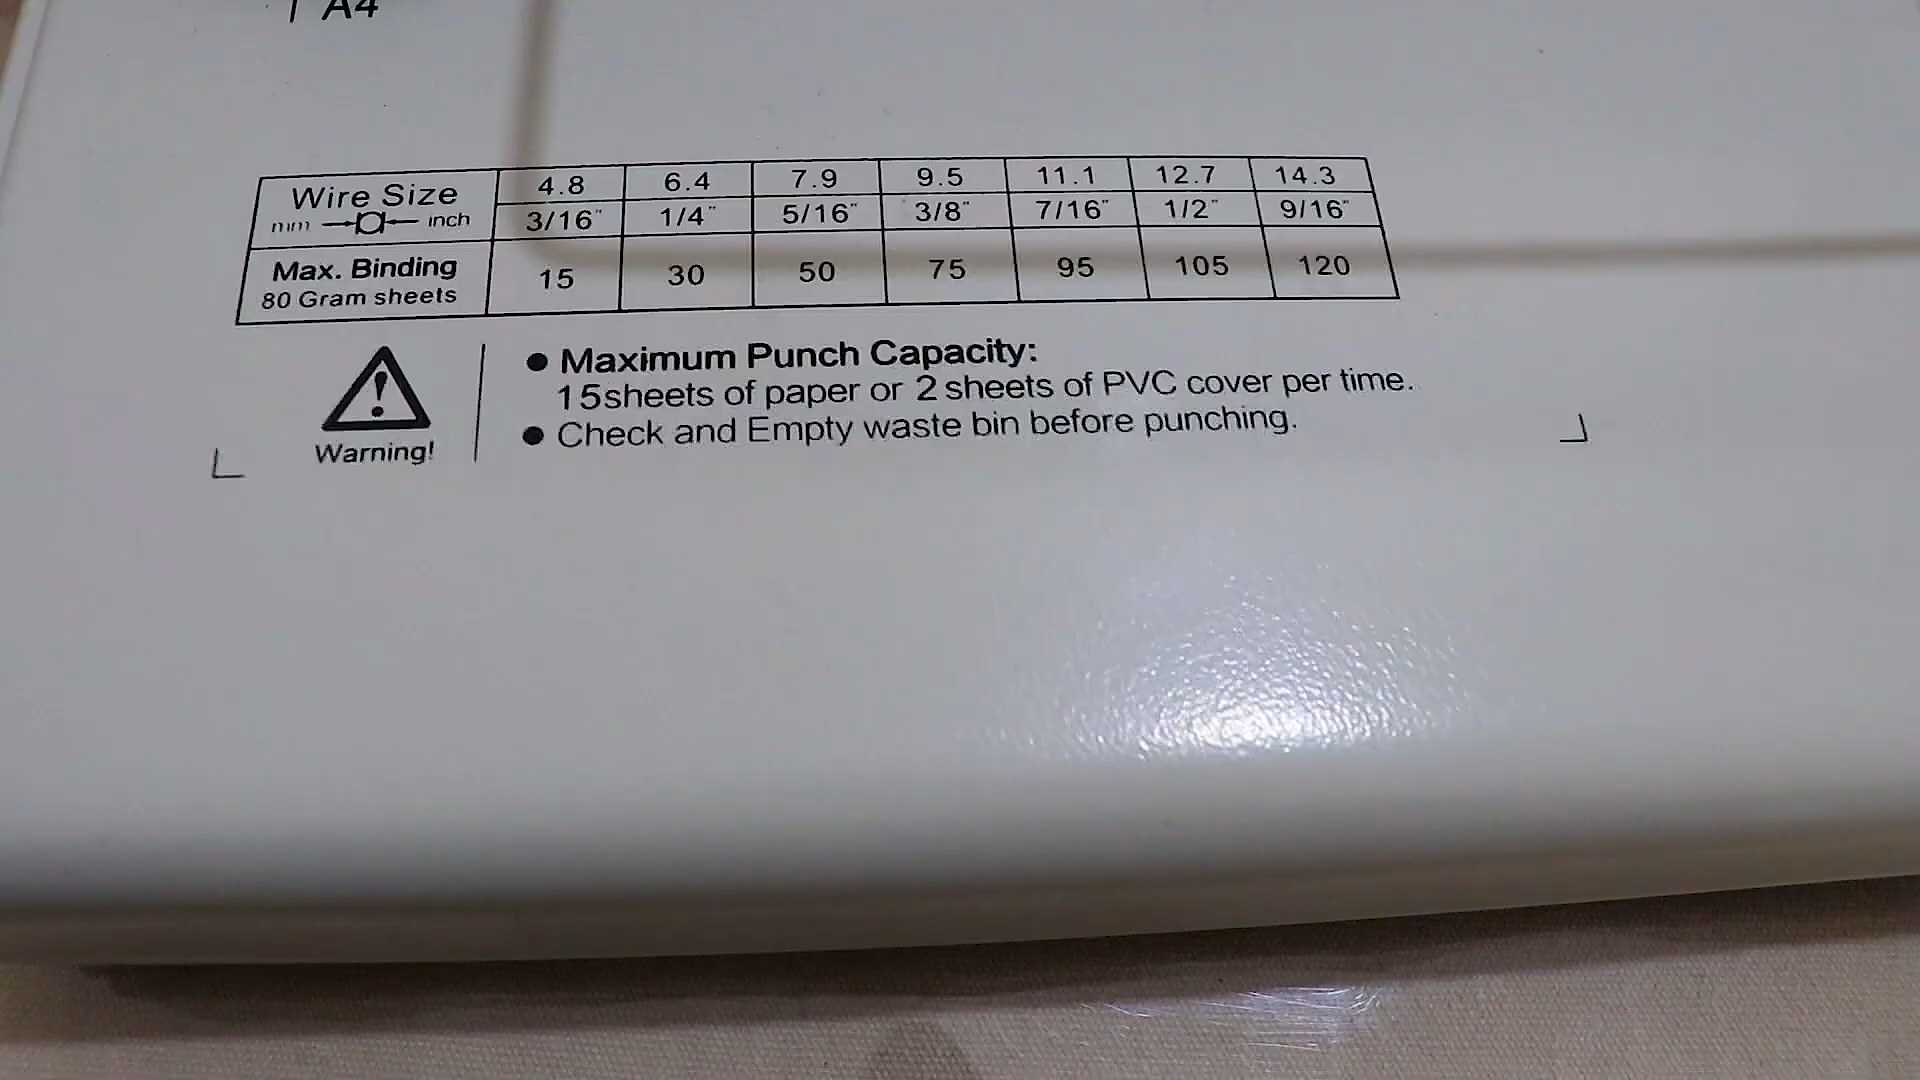 A4
Wire Size 4.8 6.4 7.9 9.5 11.1 12.7 14.3
mm inch 3/16" 1/4" 5/16" 3/8" 7/16" 1/2" 9/16"
Max. Binding
80 Gram sheets 15 30 50 75 95 105 120
● Maximum Punch Capacity:
15sheets of paper or 2 sheets of PVC cover per time.
● Check and Empty waste bin before punching.
Warning!